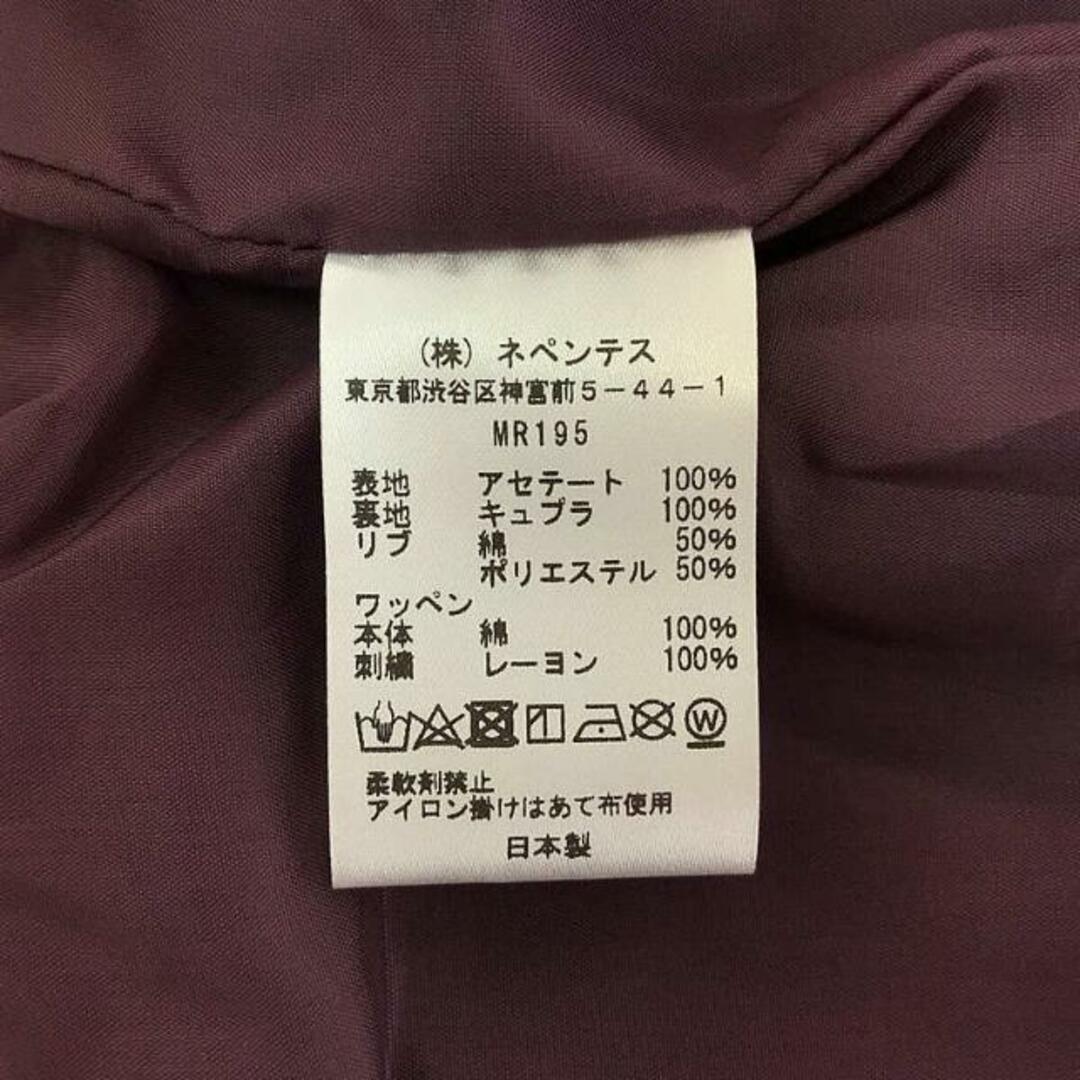 (株) ネペンテス
東京都渋谷区神宮前5-44-1
MR195
表地 アセテート 100%
裏地 キュプラ 100%
リブ 綿 50%
ポリエステル 50%
ワッペン
本体 綿 100%
刺繍 レーヨン 100%
W
柔軟剤禁止
アイロン掛けはあて布使用
日本製